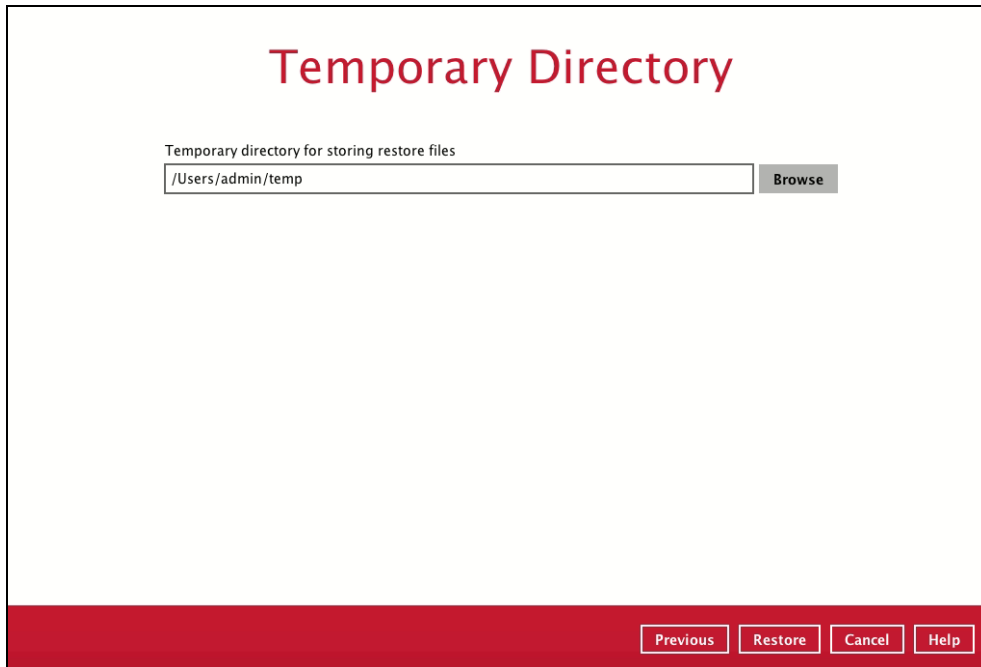 Temporary Directory
Temporary directory for storing restore files
/Users/admin/temp
Browse
Previous
Restore
Cancel
Help